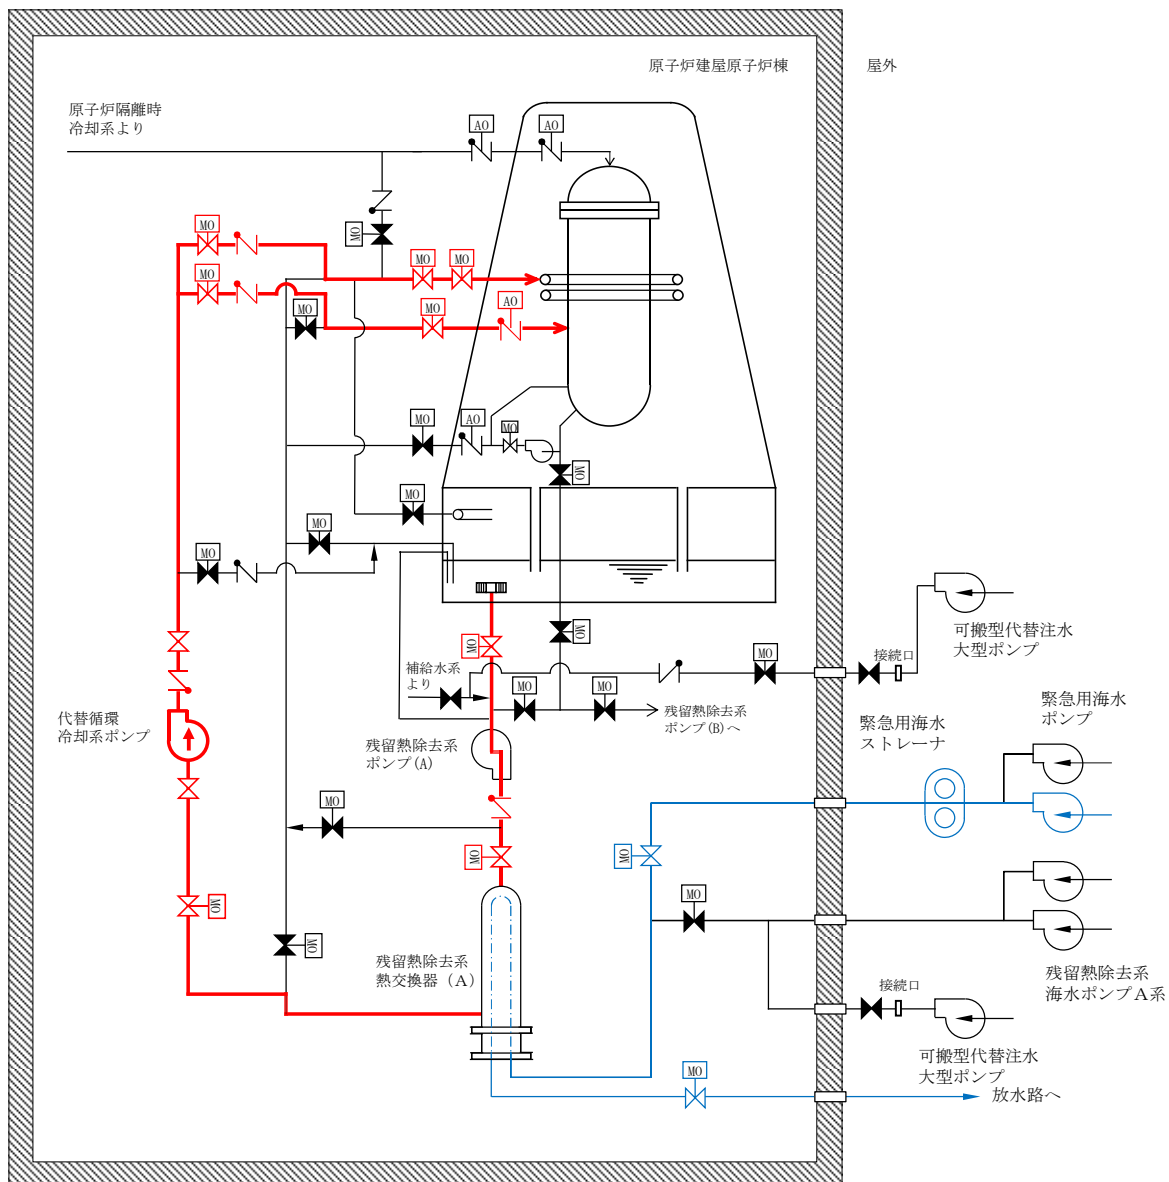 原子炉建屋原子炉棟
屋外
原子炉隔離時
冷却系より
AO
AO
MO
MO
MO
MO
MO
AO
MO
MO
MO
AO
MO
MO
MO
MO
MO
MO
MO
可搬型代替注水
大型ポンプ
接続口
MO
補給水系
より
MO
MO
MO
残留熱除去系
ポンプ(B)へ
緊急用海水
ポンプ
緊急用海水
ストレーナ
代替循環
冷却系ポンプ
残留熱除去系
ポンプ(A)
MO
MO
MO
MO
MO
MO
残留熱除去系
熱交換器(A)
残留熱除去系
海水ポンプA系
接続口
可搬型代替注水
大型ポンプ
MO
放水路へ